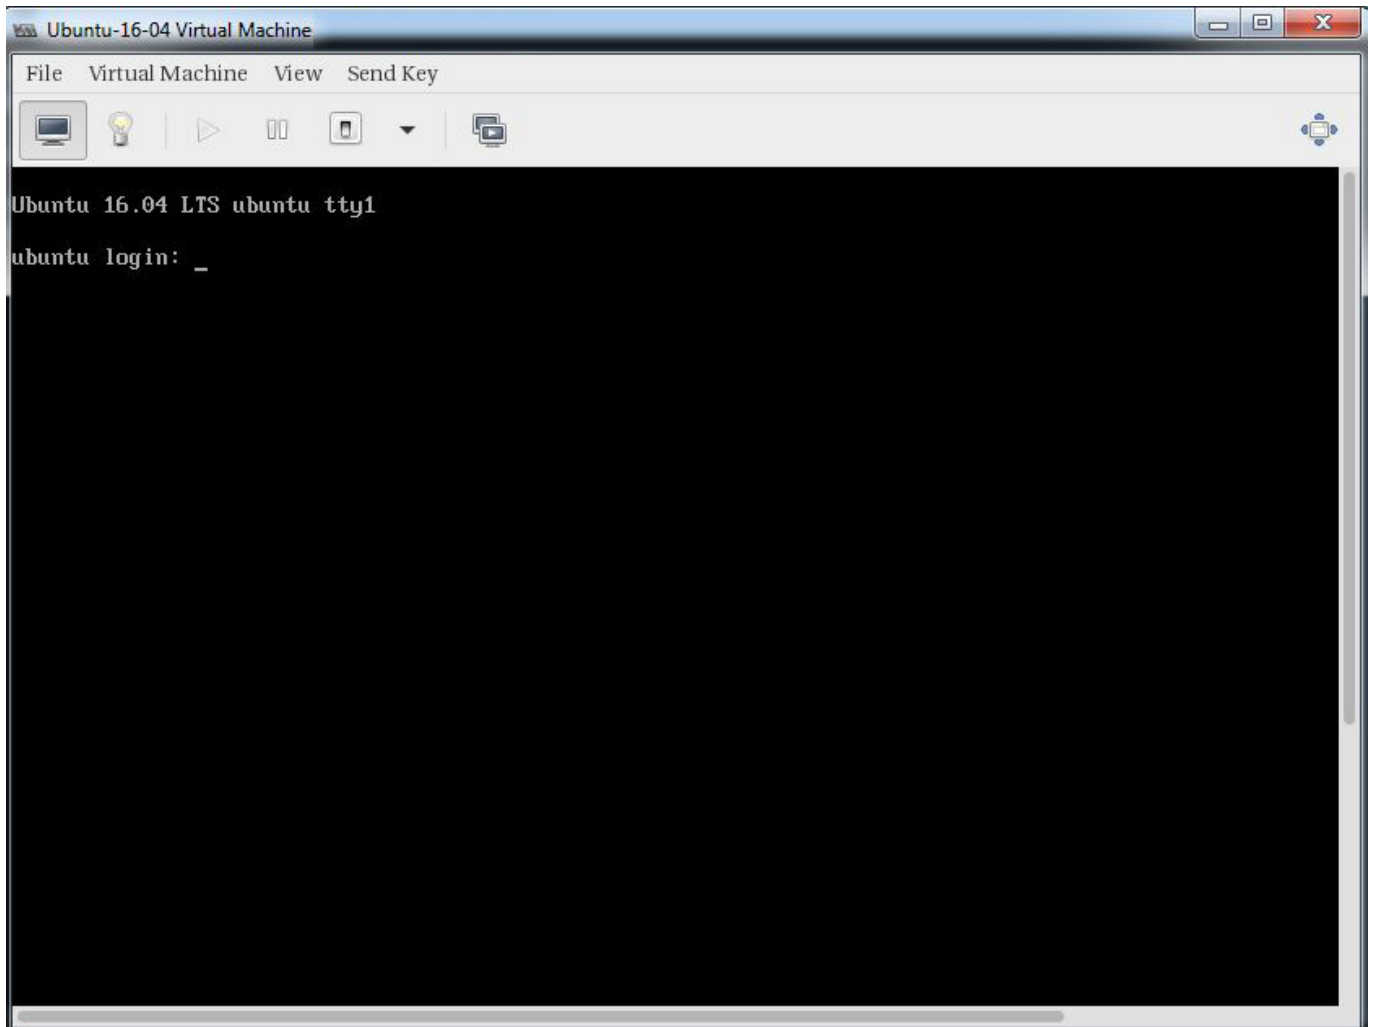 Ubuntu-16-04 Virtual Machine
File Virtual Machine View Send Key
Ubuntu 16.04 LTS ubuntu tty1
ubuntu login: _